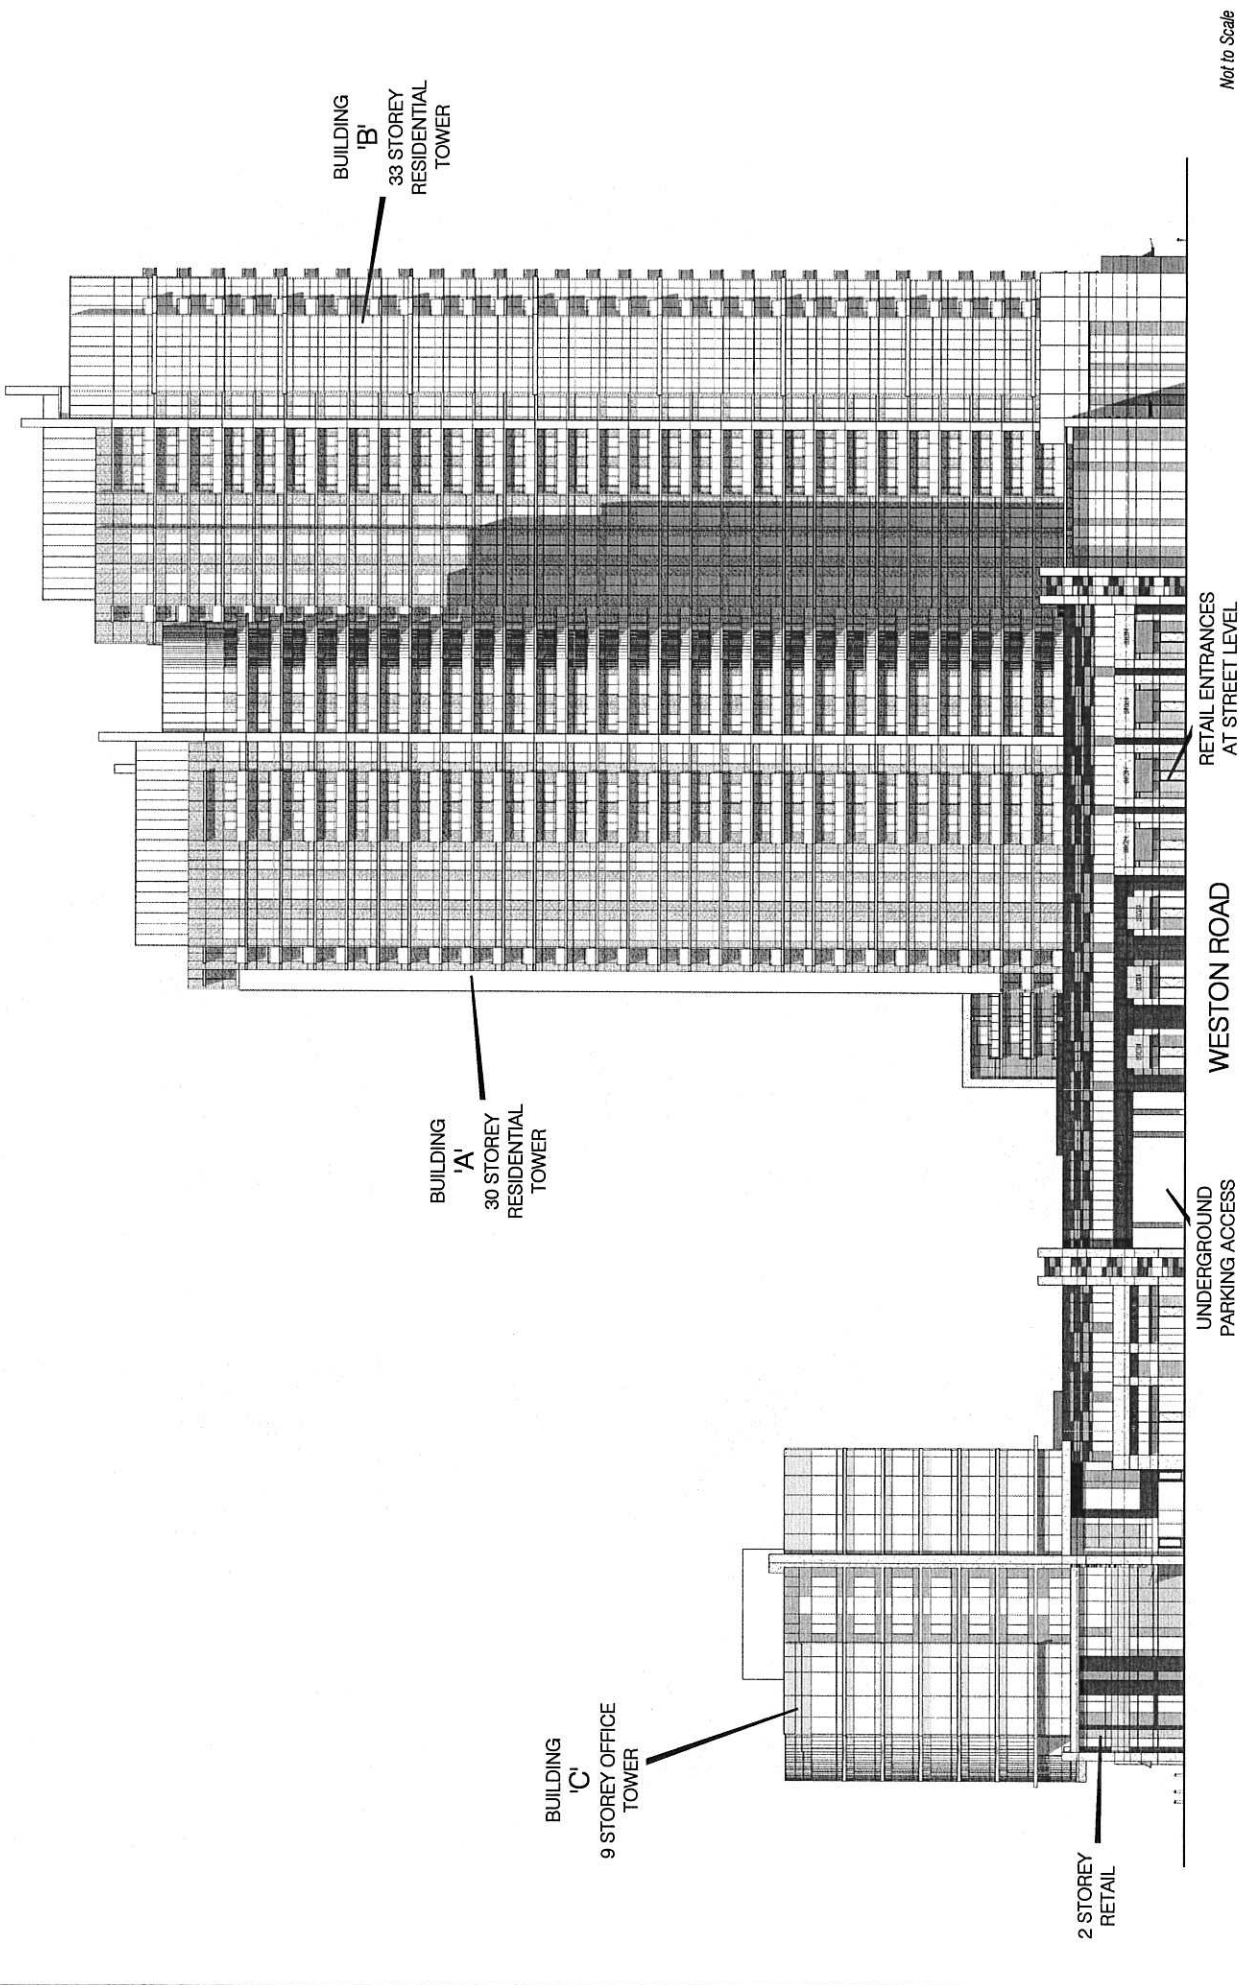 BUILDING
'B'
33 STOREY
RESIDENTIAL
TOWER
BUILDING
'A'
30 STOREY
RESIDENTIAL
TOWER
BUILDING
'C'
9 STOREY OFFICE
TOWER
2 STOREY
RETAIL
UNDERGROUND
PARKING ACCESS
WESTON ROAD
RETAIL ENTRANCES
AT STREET LEVEL
Not to Scale